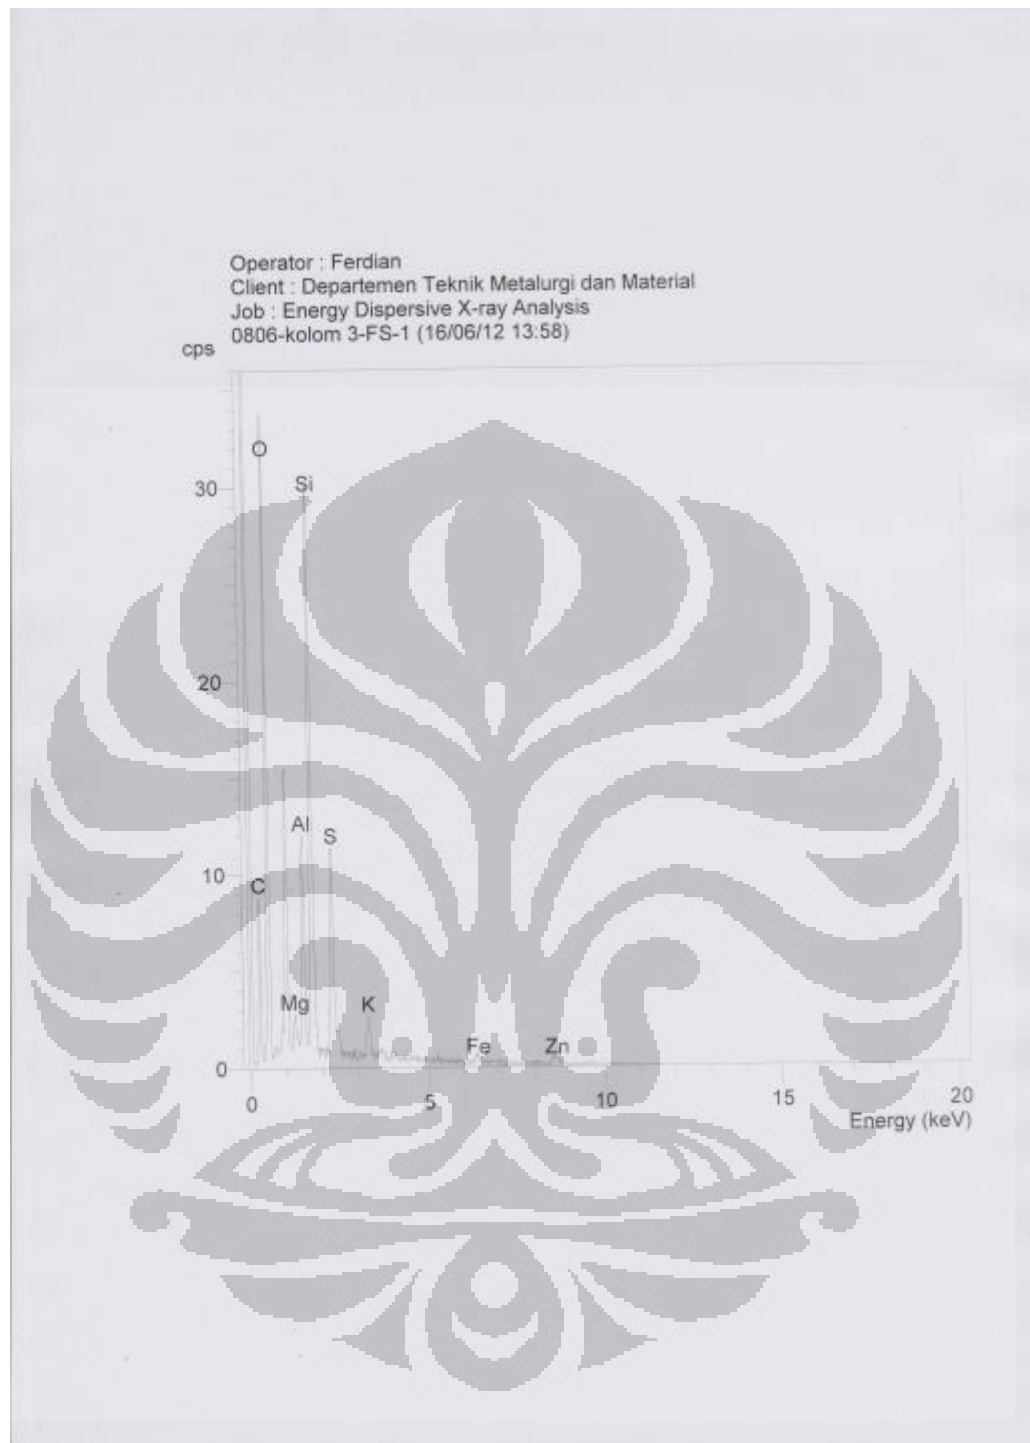 Operator : Ferdian
Client : Departemen Teknik Metalurgi dan Material
Job : Energy Dispersive X-ray Analysis
0806-kolom 3-FS-1 (16/06/12 13:58)
cps
O
Si
30
20
Al
S
10
C
Mg
K
Fe
Zn
0
0 5 10 15 20
Energy (keV)